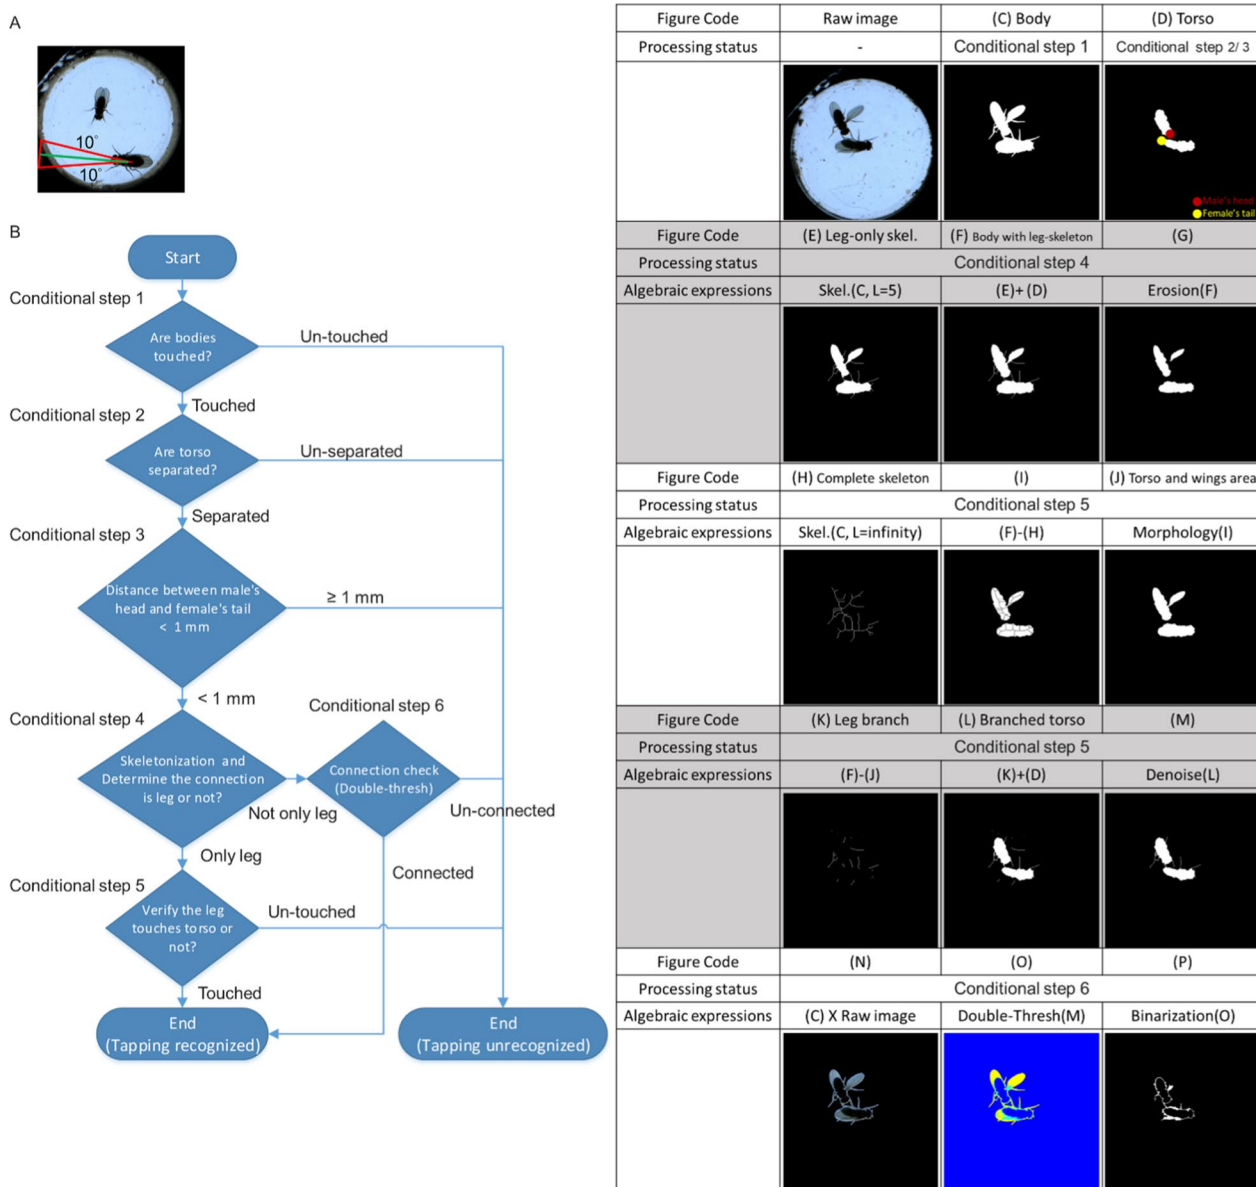 A
10°
10°
B
Start
Conditional step 1
Are bodies
touched?
Un-touched
Touched
Conditional step 2
Are torso
separated?
Un-separated
Separated
Conditional step 3
Distance between male's
head and female's tail
< 1 mm
≥ 1 mm
< 1 mm
Conditional step 4
Skeletonization and
Determine the connection
is leg or not?
Not only leg
Conditional step 6
Connection check
(Double-thresh)
Un-connected
Connected
Only leg
Conditional step 5
Verify the leg
touches torso or
not?
Un-touched
Touched
End
(Tapping recognized)
End
(Tapping unrecognized)
Figure Code Raw image (C) Body (D) Torso
Processing status - Conditional step 1 Conditional step 2/ 3
Male's head
Female's tail
Figure Code (E) Leg-only skel. (F) Body with leg-skeleton (G)
Processing status Conditional step 4
Algebraic expressions Skel.(C, L=5) (E)+ (D) Erosion(F)
Figure Code (H) Complete skeleton (I) (J) Torso and wings area
Processing status Conditional step 5
Algebraic expressions Skel.(C, L=infinity) (F)-(H) Morphology(I)
Figure Code (K) Leg branch (L) Branched torso (M)
Processing status Conditional step 5
Algebraic expressions (F)-(J) (K)+(D) Denoise(L)
Figure Code (N) (O) (P)
Processing status Conditional step 6
Algebraic expressions (C) X Raw image Double-Thresh(M) Binarization(O)